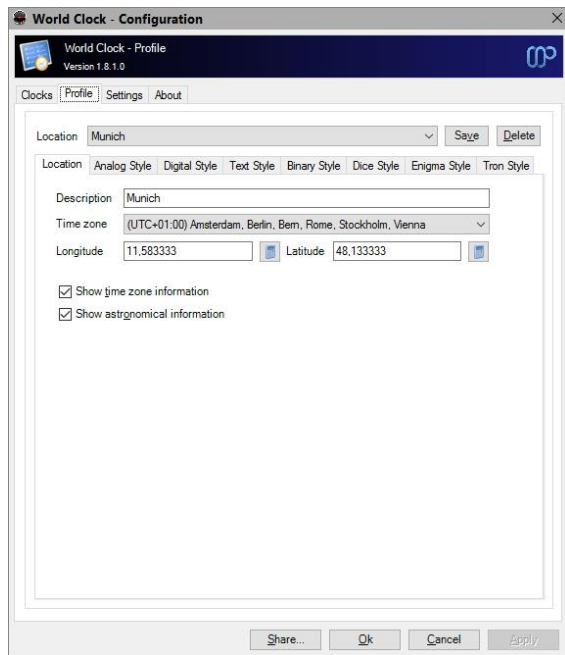 World Clock - Configuration
World Clock - Profile
Version 1.8.1.0
Clocks Profile Settings About
Location Munich Save Delete
Location Analog Style Digital Style Text Style Binary Style Dice Style Enigma Style Tron Style
Description Munich
Time zone (UTC+01:00) Amsterdam, Berlin, Bern, Rome, Stockholm, Vienna
Longitude 11,583333 Latitude 48,133333
Show time zone information
Show astronomical information
Share... Ok Cancel Apply